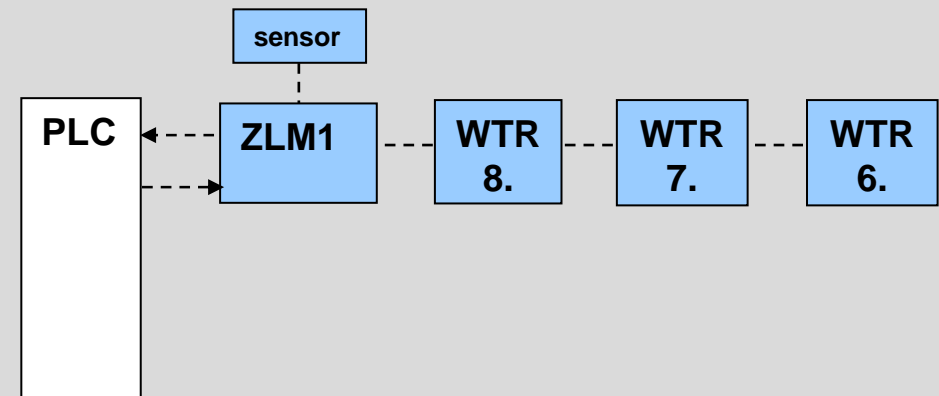 sensor
PLC
ZLM1
WTR
8.
WTR
7.
WTR
6.